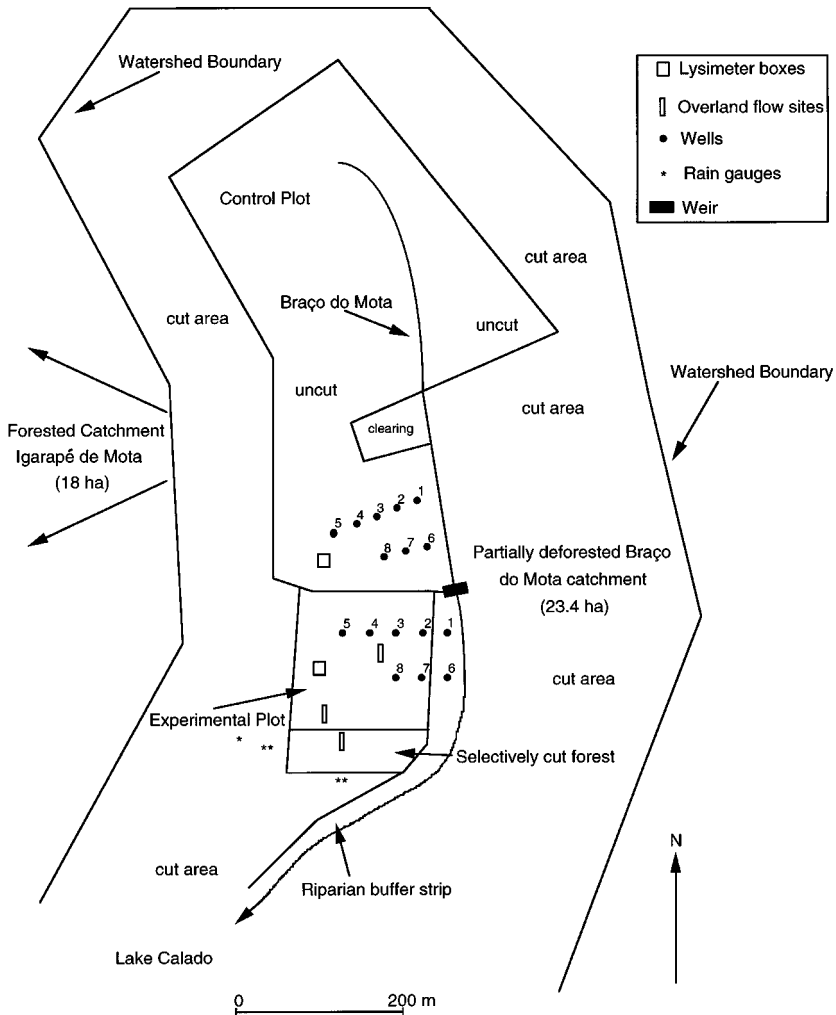 Watershed Boundary
Lysimeter boxes
Overland flow sites
Wells
* Rain gauges
Weir
Control Plot
cut area
Braço do Mota
uncut
cut area
uncut
Watershed Boundary
cut area
Forested Catchment
Igarapé de Mota
(18 ha)
clearing
5 4 3 2 1
8 7 6
Partially deforested Braço
do Mota catchment
(23.4 ha)
5 4 3 2 1
8 7 6
cut area
Experimental Plot
* **
Selectively cut forest
**
N
cut area
Riparian buffer strip
Lake Calado
0 200 m